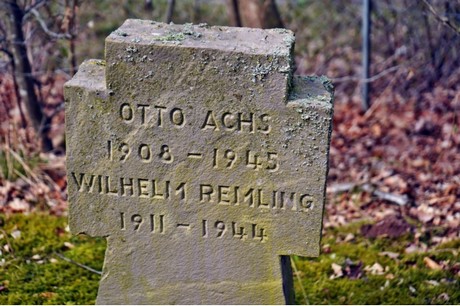 OTTO ACHS
1908 - 1945
WILHELM REIMLING
1911 - 1944